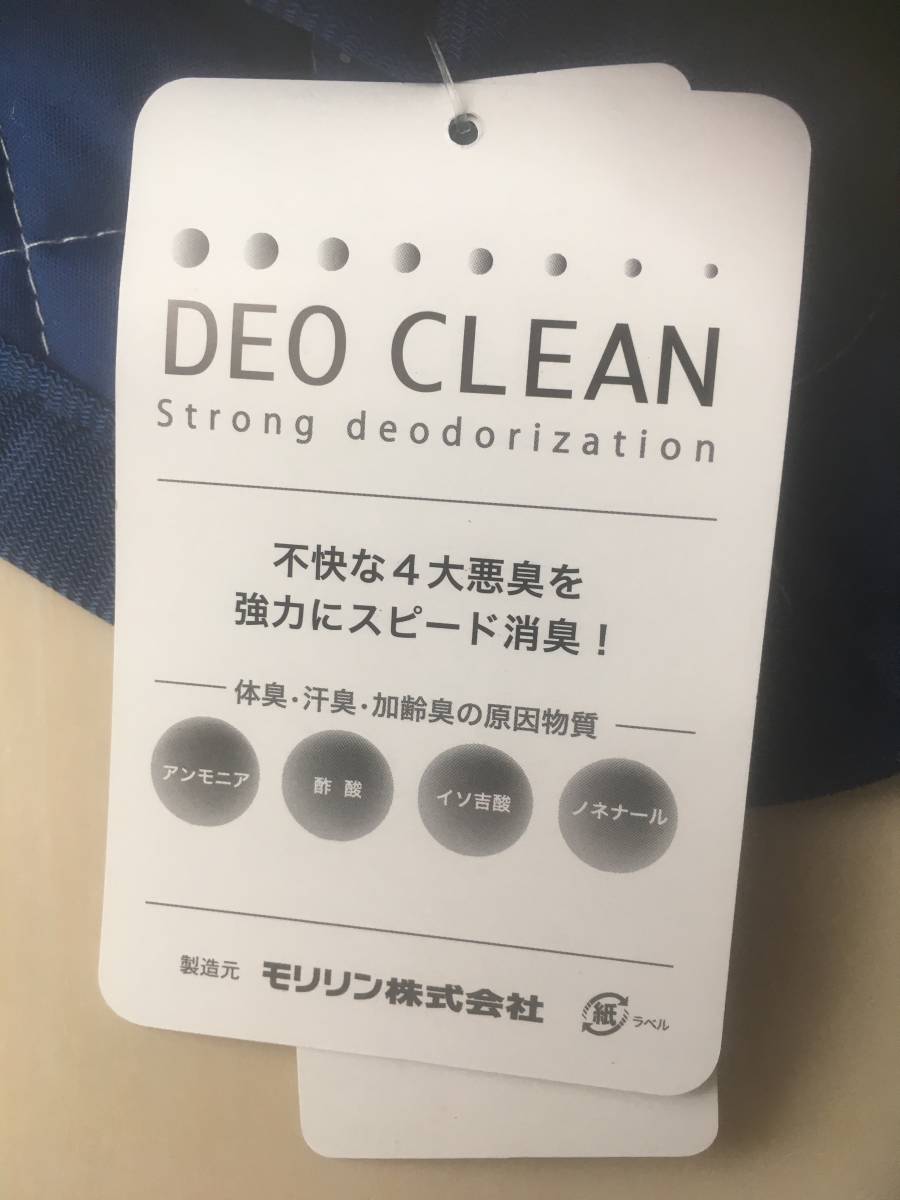 DEO CLEAN
Strong deodorization
不快な4大悪臭を
強力にスピード消臭！
体臭・汗臭・加齢臭の原因物質
アンモニア 酢酸 イソ吉酸 ノネナール
製造元 モリリン株式会社 紙 ラベル